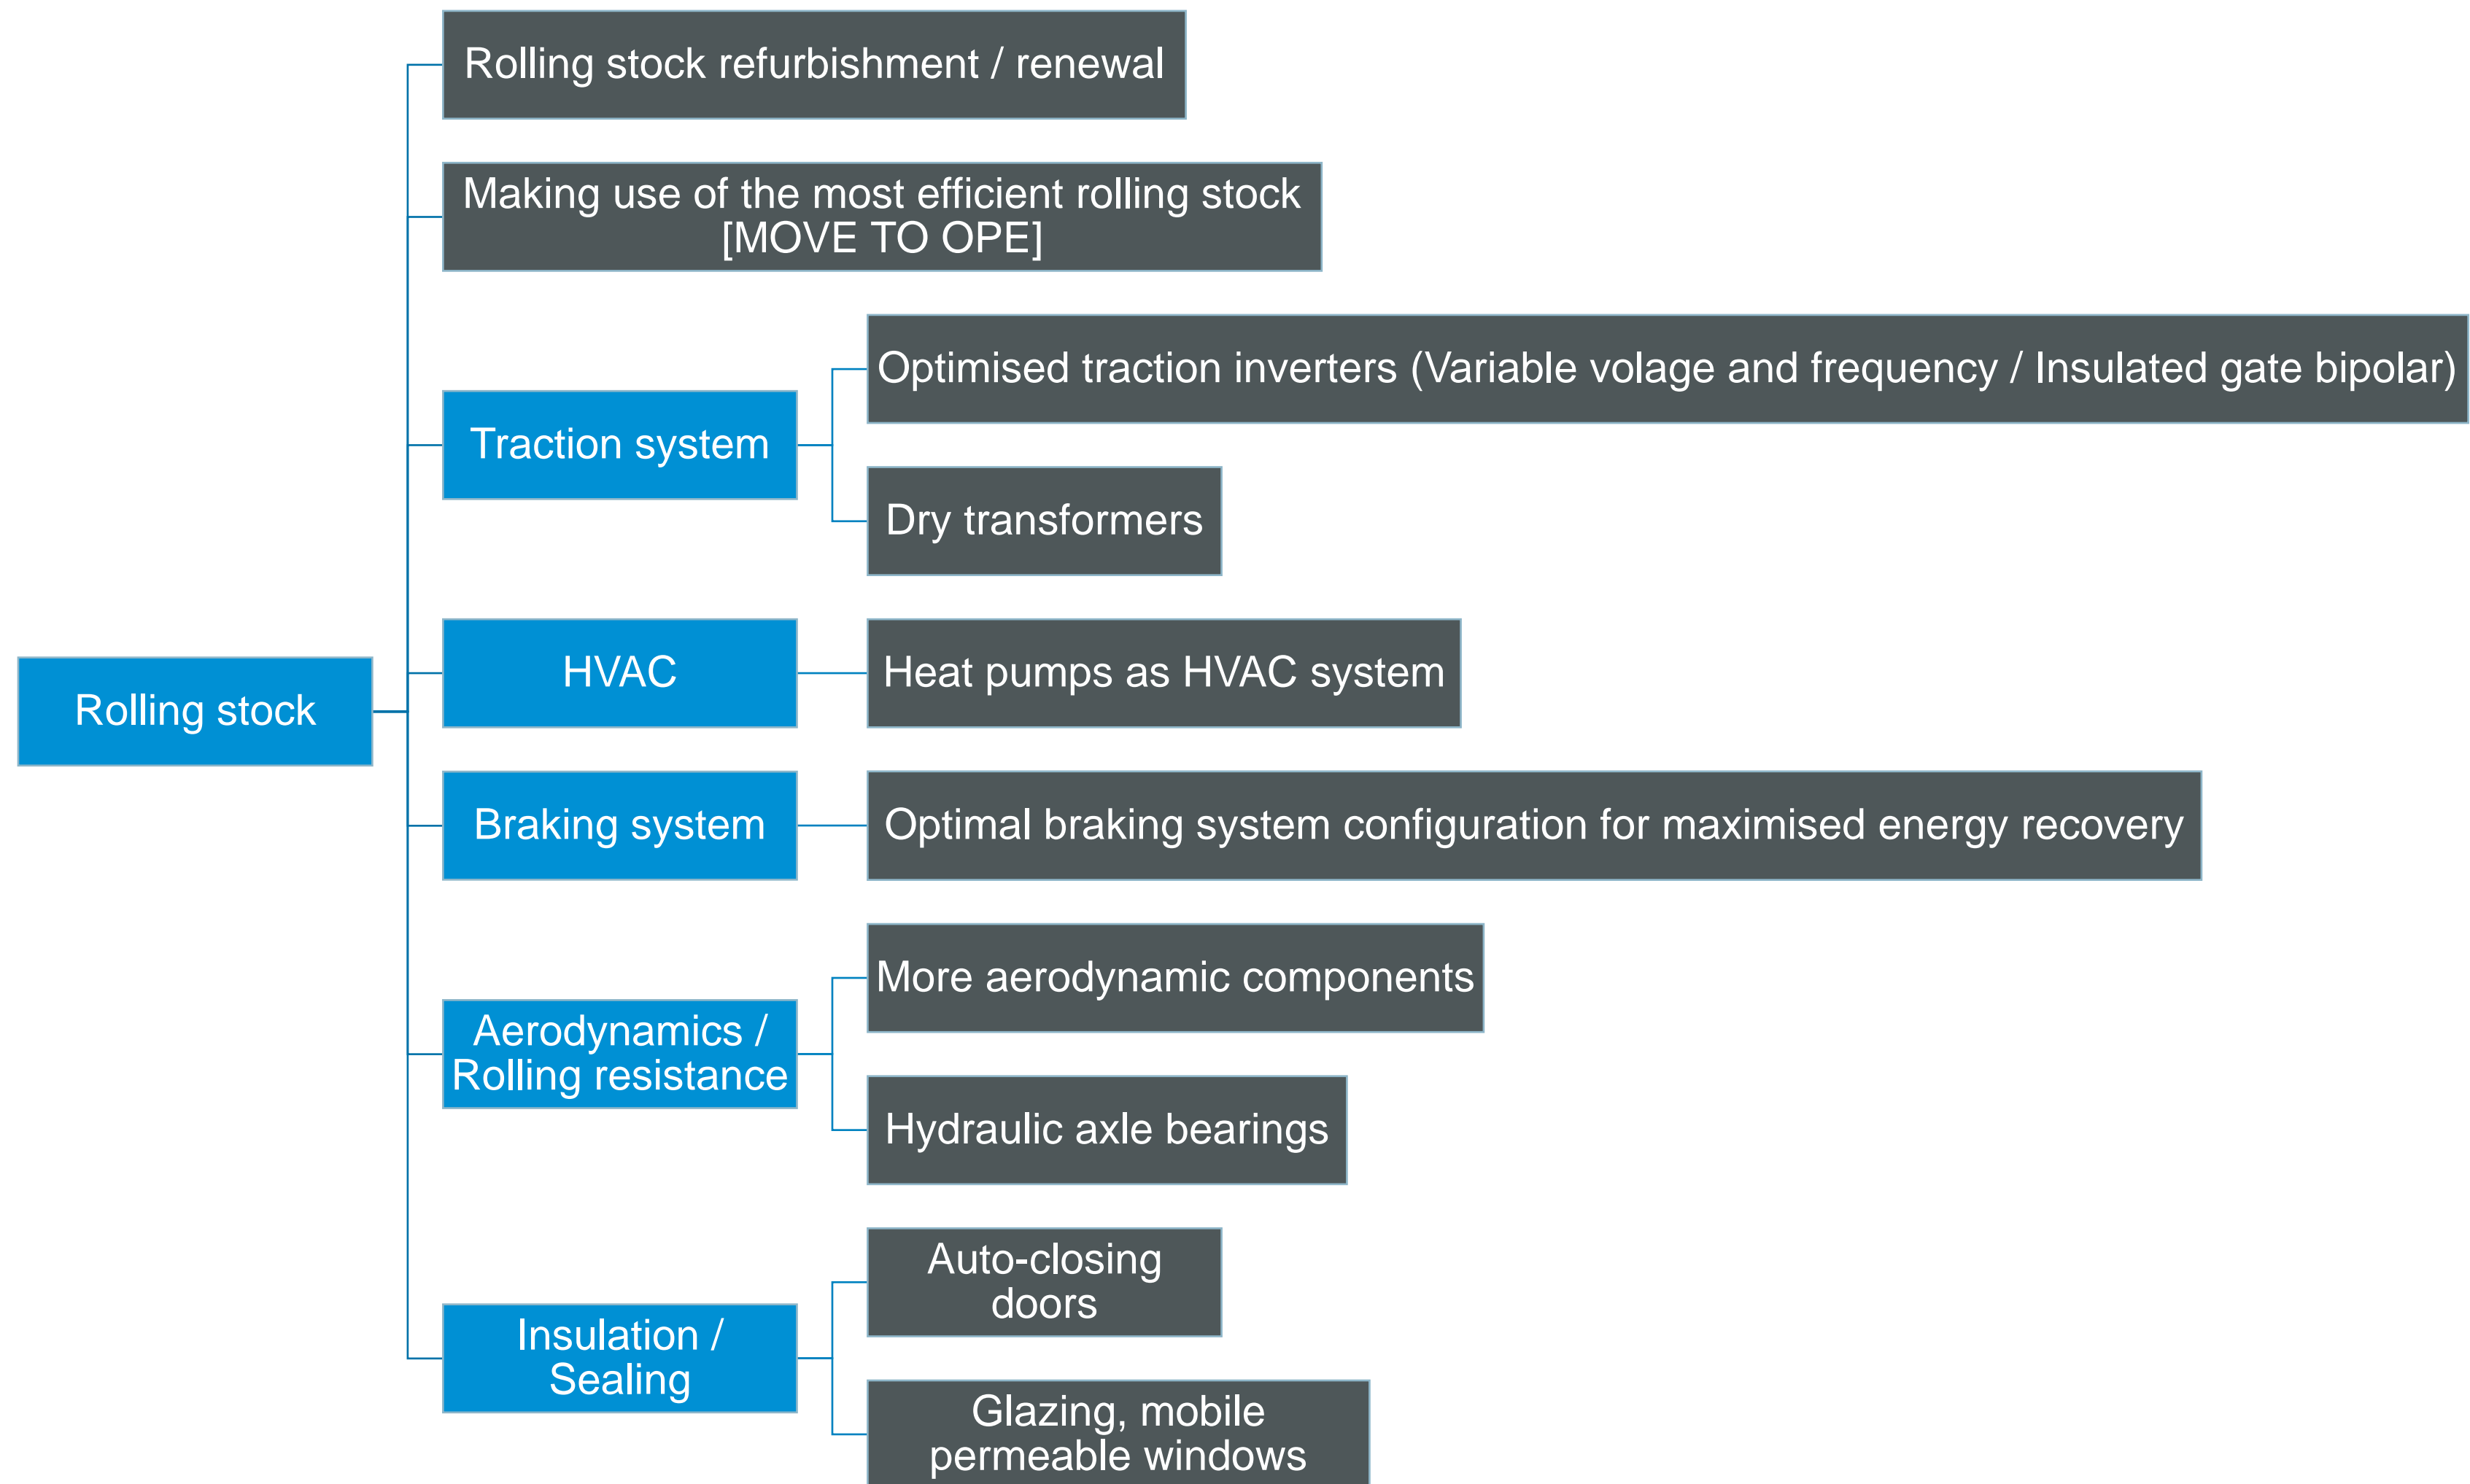 Rolling stock refurbishment / renewal
Making use of the most efficient rolling stock
[MOVE TO OPE]
Optimised traction inverters (Variable volage and frequency / Insulated gate bipolar)
Traction system
Dry transformers
HVAC
Heat pumps as HVAC system
Rolling stock
Braking system
Optimal braking system configuration for maximised energy recovery
More aerodynamic components
Aerodynamics /
Rolling resistance
Hydraulic axle bearings
Auto-closing
doors
Insulation /
Sealing
Glazing, mobile
permeable windows